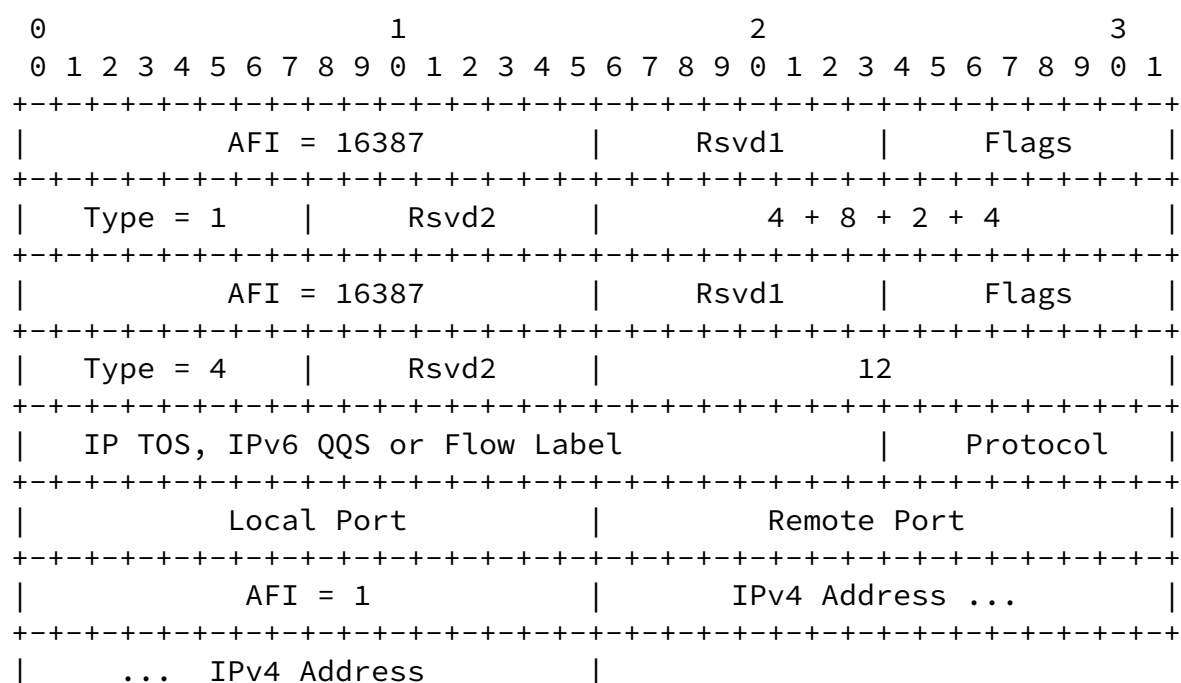 0                   1                   2                   3
 0 1 2 3 4 5 6 7 8 9 0 1 2 3 4 5 6 7 8 9 0 1 2 3 4 5 6 7 8 9 0 1
+-+-+-+-+-+-+-+-+-+-+-+-+-+-+-+-+-+-+-+-+-+-+-+-+-+-+-+-+-+-+-+-+
|           AFI = 16387         |     Rsvd1     |     Flags     |
+-+-+-+-+-+-+-+-+-+-+-+-+-+-+-+-+-+-+-+-+-+-+-+-+-+-+-+-+-+-+-+-+
|   Type = 1    |     Rsvd2     |         4 + 8 + 2 + 4         |
+-+-+-+-+-+-+-+-+-+-+-+-+-+-+-+-+-+-+-+-+-+-+-+-+-+-+-+-+-+-+-+-+
|           AFI = 16387         |     Rsvd1     |     Flags     |
+-+-+-+-+-+-+-+-+-+-+-+-+-+-+-+-+-+-+-+-+-+-+-+-+-+-+-+-+-+-+-+-+
|   Type = 4    |     Rsvd2     |              12               |
+-+-+-+-+-+-+-+-+-+-+-+-+-+-+-+-+-+-+-+-+-+-+-+-+-+-+-+-+-+-+-+-+
|   IP TOS, IPv6 QQS or Flow Label              |    Protocol   |
+-+-+-+-+-+-+-+-+-+-+-+-+-+-+-+-+-+-+-+-+-+-+-+-+-+-+-+-+-+-+-+-+
|           Local Port          |         Remote Port           |
+-+-+-+-+-+-+-+-+-+-+-+-+-+-+-+-+-+-+-+-+-+-+-+-+-+-+-+-+-+-+-+-+
|            AFI = 1            |       IPv4 Address ...        |
+-+-+-+-+-+-+-+-+-+-+-+-+-+-+-+-+-+-+-+-+-+-+-+-+-+-+-+-+-+-+-+-+
|     ...  IPv4 Address         |